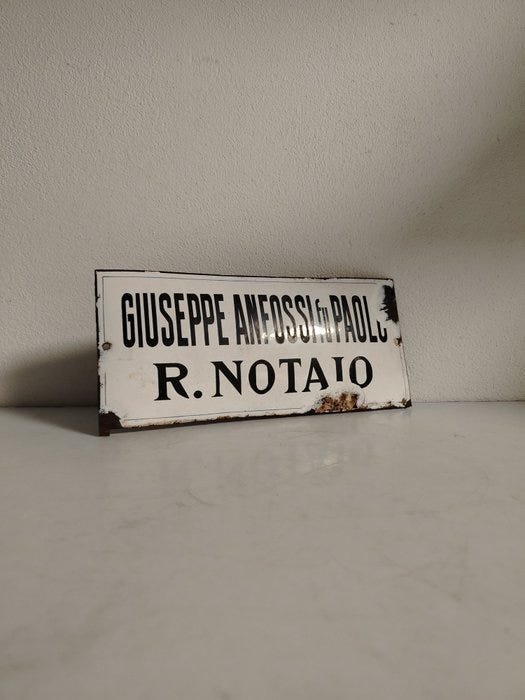 GIUSEPPE ANFOSSI fu PAOLO
R. NOTAIO